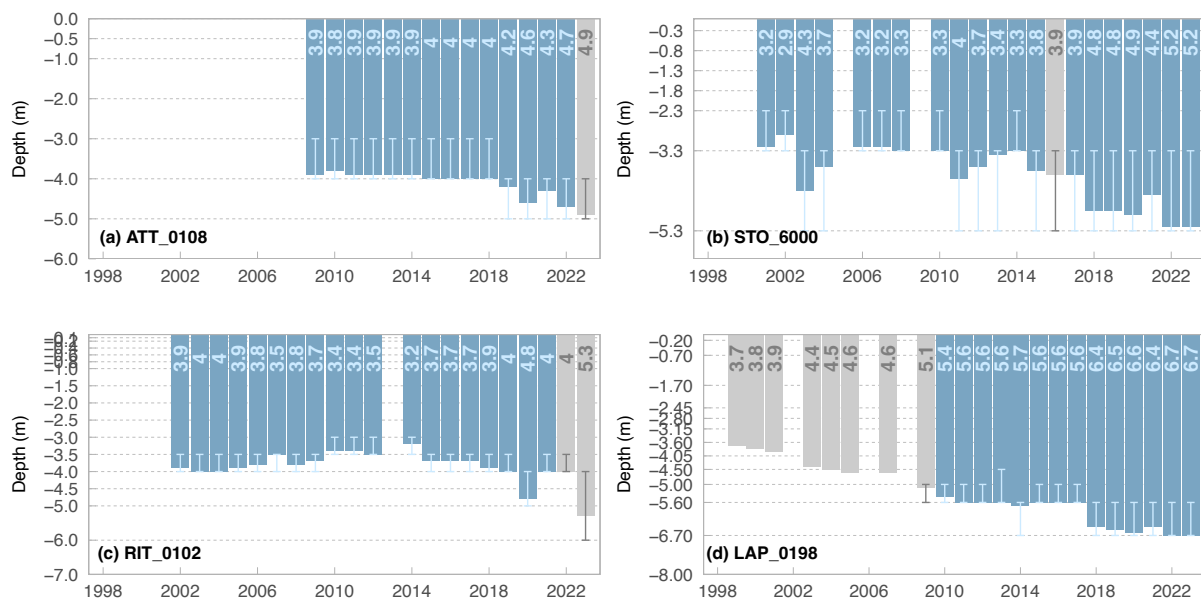 0.0
−0.5
−1.0
−2.0
−3.0
−4.0
−5.0
−6.0
Depth (m)
3.9 3.8 3.9 3.9 3.9 3.9 4 4 4 4 4.2 4.6 4.3 4.7 4.9
(a) ATT_0108
1998 2002 2006 2010 2014 2018 2022
−0.3
−0.8
−1.3
−1.8
−2.3
−3.3
−5.3
Depth (m)
3.2 2.9 4.3 3.7 3.2 3.2 3.3 3.3 4 3.7 3.4 3.3 3.8 3.9 3.9 4.8 4.8 4.9 4.4 5.2 5.2
(b) STO_6000
1998 2002 2006 2010 2014 2018 2022
−1.5
−2.0
−2.5
−3.0
−3.5
−4.0
−4.5
−5.0
−6.0
−7.0
Depth (m)
3.9 4 4 3.9 3.8 3.5 3.8 3.7 3.4 3.4 3.5 3.2 3.7 3.7 3.7 3.9 4 4.8 4 4 5.3
(c) RIT_0102
1998 2002 2006 2010 2014 2018 2022
−0.20
−0.70
−1.70
−2.45
−2.80
−3.15
−3.60
−4.05
−4.50
−5.00
−5.60
−6.70
−8.00
Depth (m)
3.7 3.8 3.9 4.4 4.5 4.6 4.6 5.1 5.4 5.6 5.6 5.6 5.7 5.6 5.6 5.6 6.4 6.5 6.6 6.4 6.7 6.7
(d) LAP_0198
1998 2002 2006 2010 2014 2018 2022